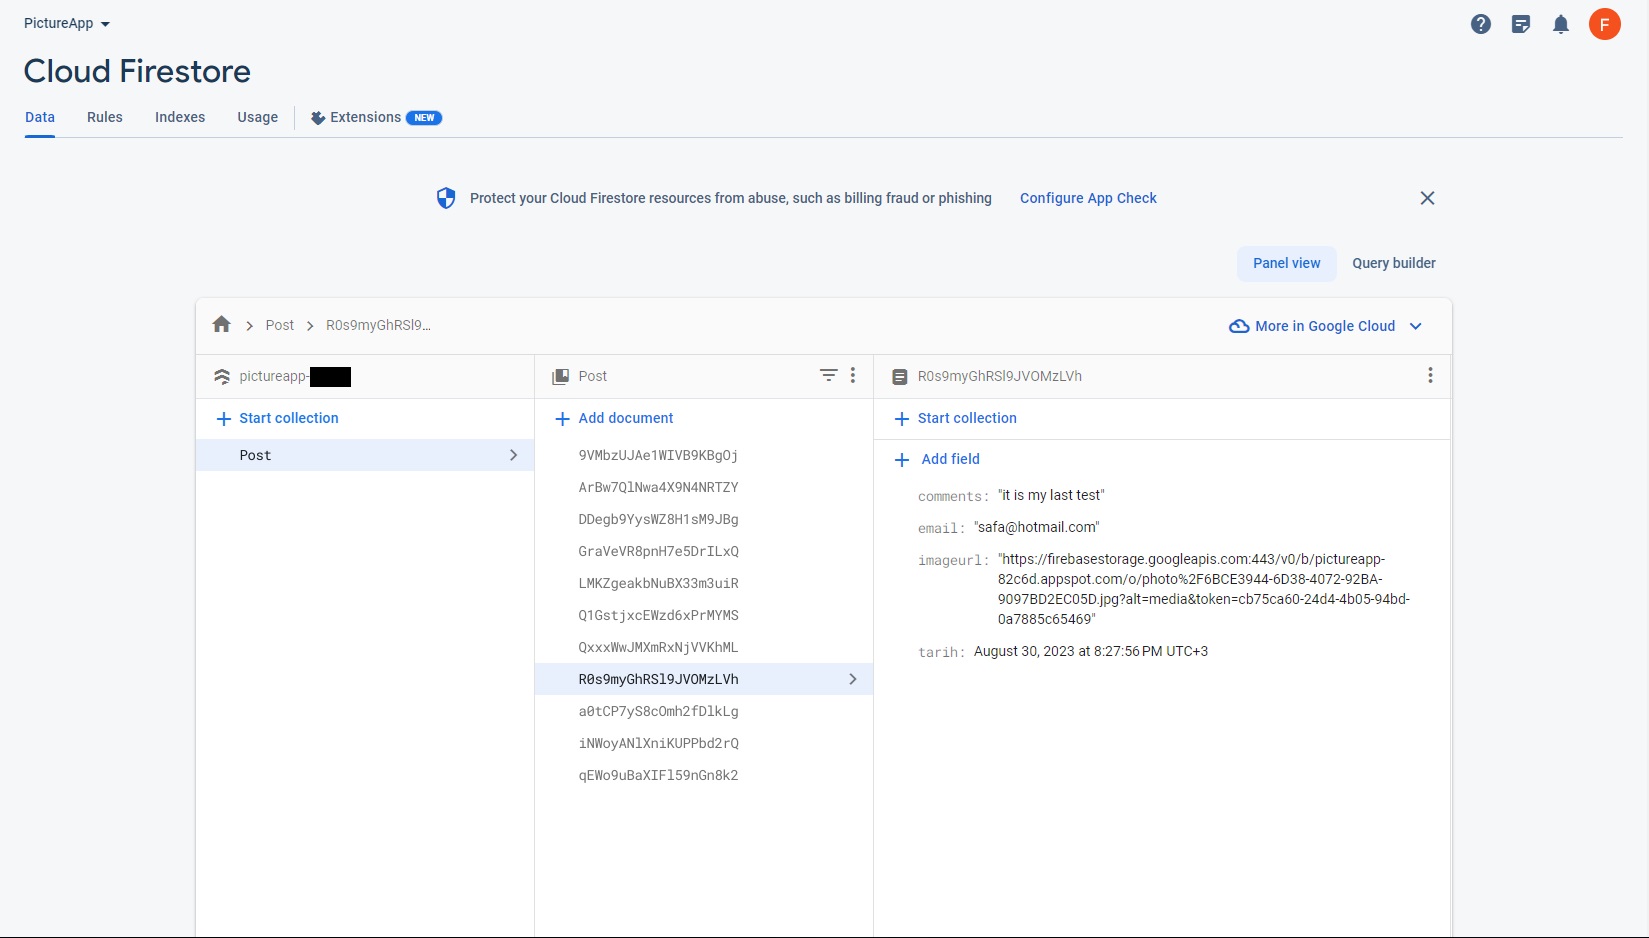 PictureApp
F
Cloud Firestore
Data Rules Indexes Usage Extensions NEW
Protect your Cloud Firestore resources from abuse, such as billing fraud or phishing Configure App Check
Panel view Query builder
Post R0s9myGhRSl9...
More in Google Cloud
pictureapp-
Post
R0s9myGhRSl9JVOMzLVh
Start collection
Add document
Start collection
Post
9VMbzUJAe1WIVB9KBgOj
ArBw7QlNwa4X9N4NRTZY
DDegb9YysWZ8H1sM9JBg
GraVeVR8pnH7e5DrILxQ
LMKZgeakbNuBX33m3uiR
Q1GstjxcEWzd6xPrMYMS
QxxxWwJMXmRxNjVVKhML
R0s9myGhRSl9JVOMzLVh
a0tCP7yS8cOmh2fDlkLg
iNWoyANlXniKUPPbd2rQ
qEWo9uBaXIFl59nGn8k2
Add field
comments: "it is my last test"
email: "safa@hotmail.com"
imageurl: "https://firebasestorage.googleapis.com:443/v0/b/pictureapp-
82c6d.appspot.com/o/photo%2F6BCE3944-6D38-4072-92BA-
9097BD2EC05D.jpg?alt=media&token=cb75ca60-24d4-4b05-94bd-
0a7885c65469"
tarih: August 30, 2023 at 8:27:56 PM UTC+3